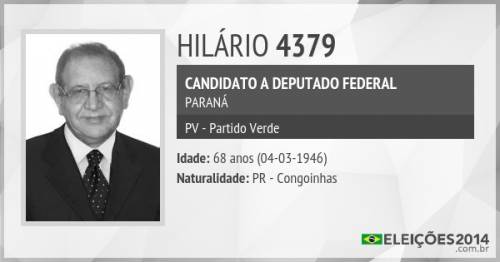 HILÁRIO 4379
CANDIDATO A DEPUTADO FEDERAL
PARANÁ
PV - Partido Verde
Idade: 68 anos (04-03-1946)
Naturalidade: PR - Congoinhas
ELEIÇÕES2014
.com.br